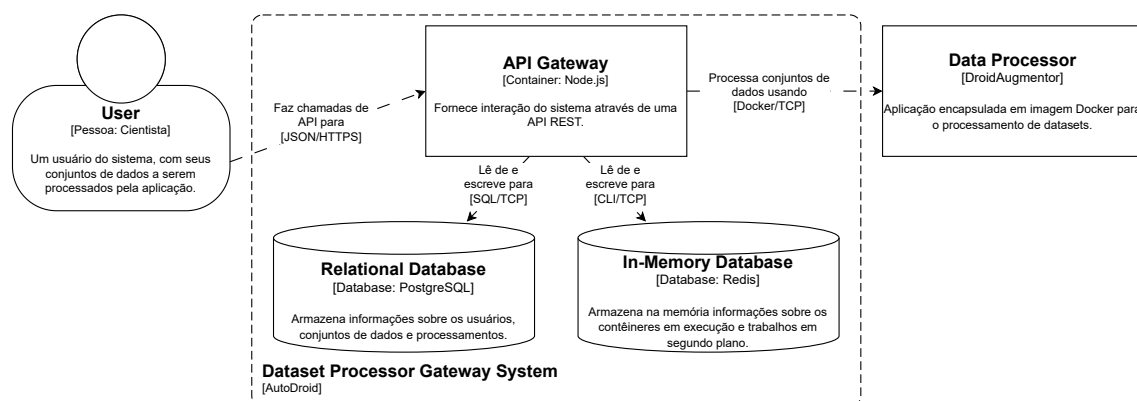 User
[Pessoa: Cientista]
Um usuário do sistema, com seus
conjuntos de dados a serem
processados pela aplicação.
Faz chamadas de
API para
[JSON/HTTPS]
API Gateway
[Container: Node.js]
Fornece interação do sistema através de uma
API REST.
Processa conjuntos de
dados usando
[Docker/TCP]
Data Processor
[DroidAugmentor]
Aplicação encapsulada em imagem Docker para
o processamento de datasets.
Lê de e
escreve para
[SQL/TCP]
Lê de e
escreve para
[CLI/TCP]
Relational Database
[Database: PostgreSQL]
Armazena informações sobre os usuários,
conjuntos de dados e processamentos.
In-Memory Database
[Database: Redis]
Armazena na memória informações sobre os
contêineres em execução e trabalhos em
segundo plano.
Dataset Processor Gateway System
[AutoDroid]